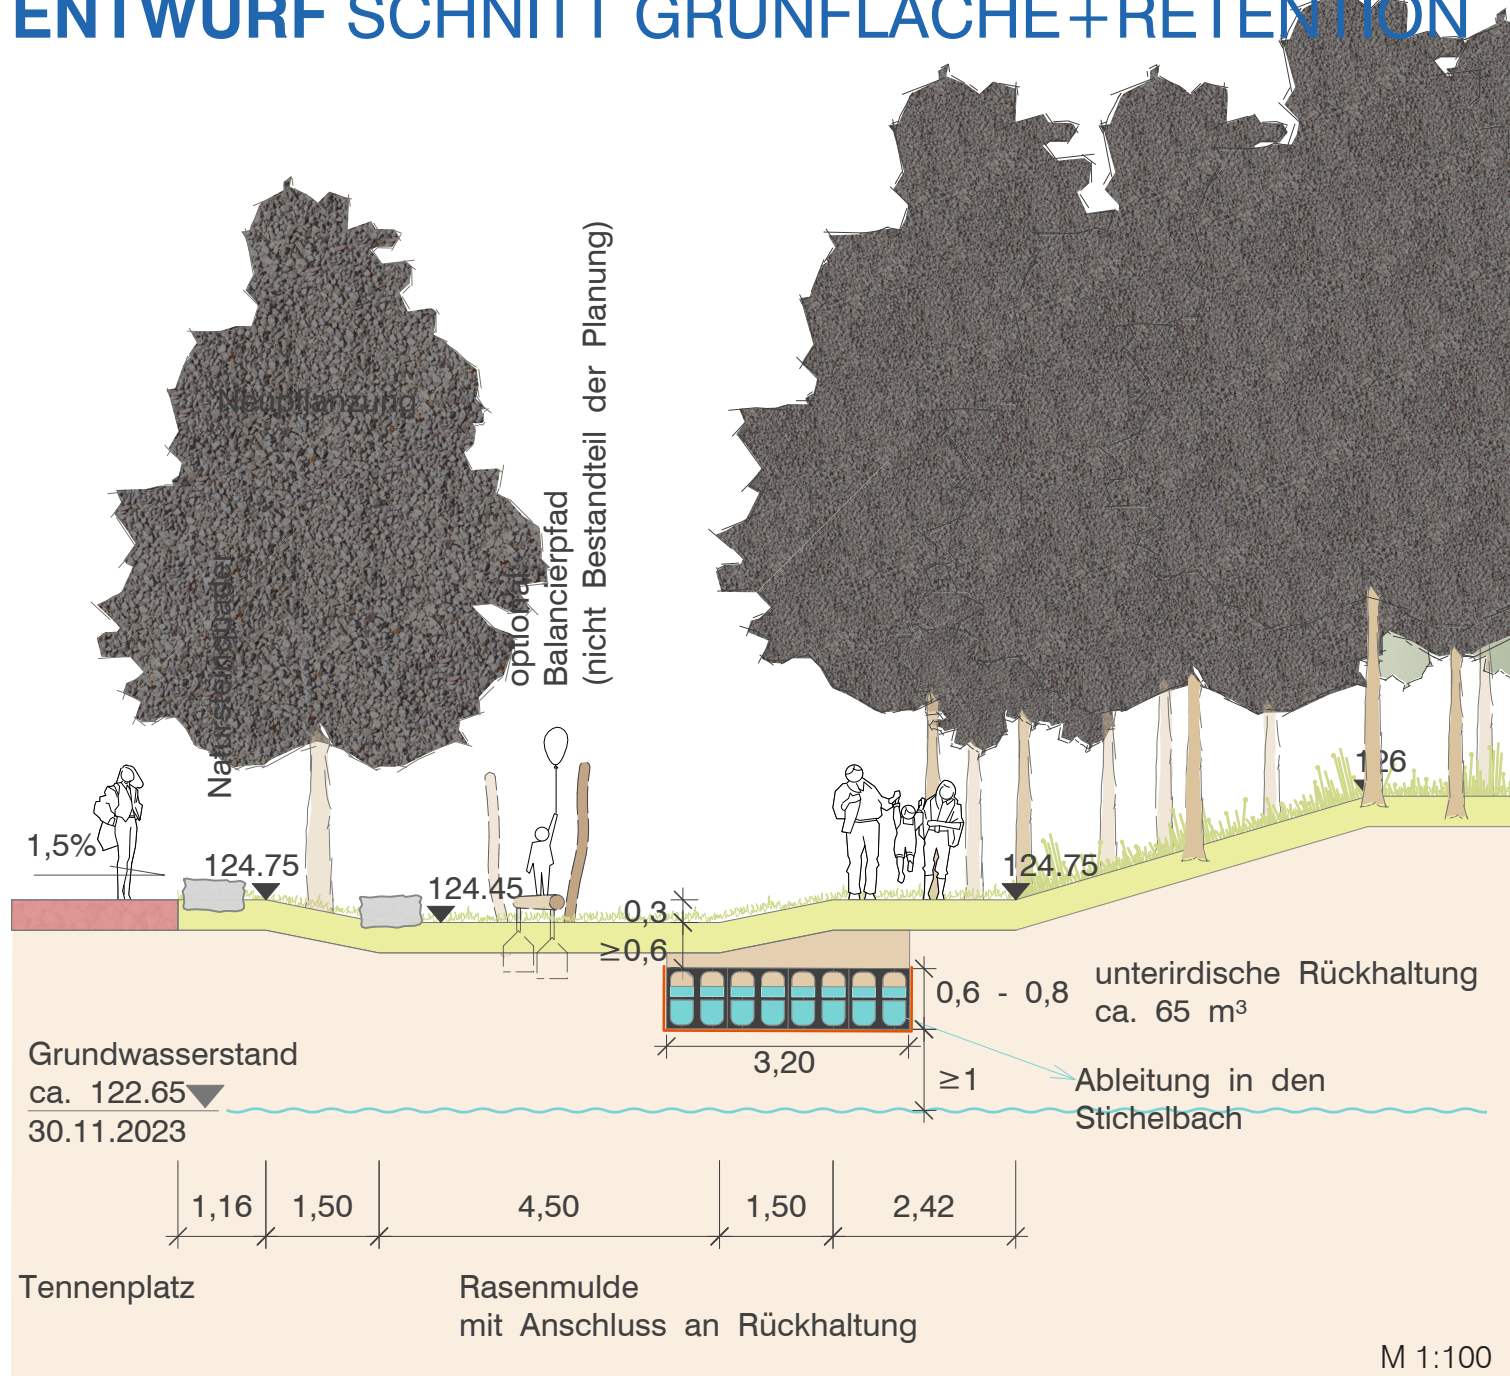 ENTWURF SCHNITT GRÜNFLÄCHE+RETENTION
Neupflanzung
Natursteinquader
optional
Balancierpfad
(nicht Bestandteil der Planung)
126
1,5%
124.75
124.45
124.75
0,3
≥0,6
0,6 - 0,8
unterirdische Rückhaltung
ca. 65 m³
3,20
≥1
Ableitung in den
Stichelbach
Grundwasserstand
ca. 122.65
30.11.2023
1,16
1,50
4,50
1,50
2,42
Tennenplatz
Rasenmulde
mit Anschluss an Rückhaltung
M 1:100